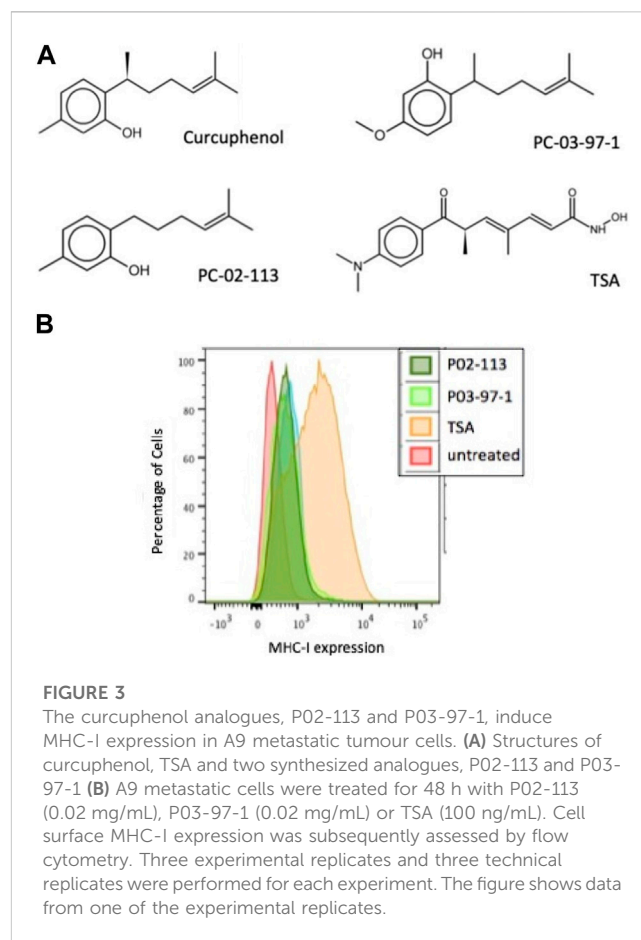 A
OH
Curcuphenol
OH
O
PC-03-97-1
OH
PC-02-113
O
O
N
NH
OH
TSA
B
P02-113
P03-97-1
TSA
untreated
Percentage of Cells
100
80
60
40
20
0
-10³ 0 10³ 10⁴ 10⁵
MHC-I expression
FIGURE 3
The curcuphenol analogues, P02-113 and P03-97-1, induce
MHC-I expression in A9 metastatic tumour cells. (A) Structures of
curcuphenol, TSA and two synthesized analogues, P02-113 and P03-
97-1 (B) A9 metastatic cells were treated for 48 h with P02-113
(0.02 mg/mL), P03-97-1 (0.02 mg/mL) or TSA (100 ng/mL). Cell
surface MHC-I expression was subsequently assessed by flow
cytometry. Three experimental replicates and three technical
replicates were performed for each experiment. The figure shows data
from one of the experimental replicates.